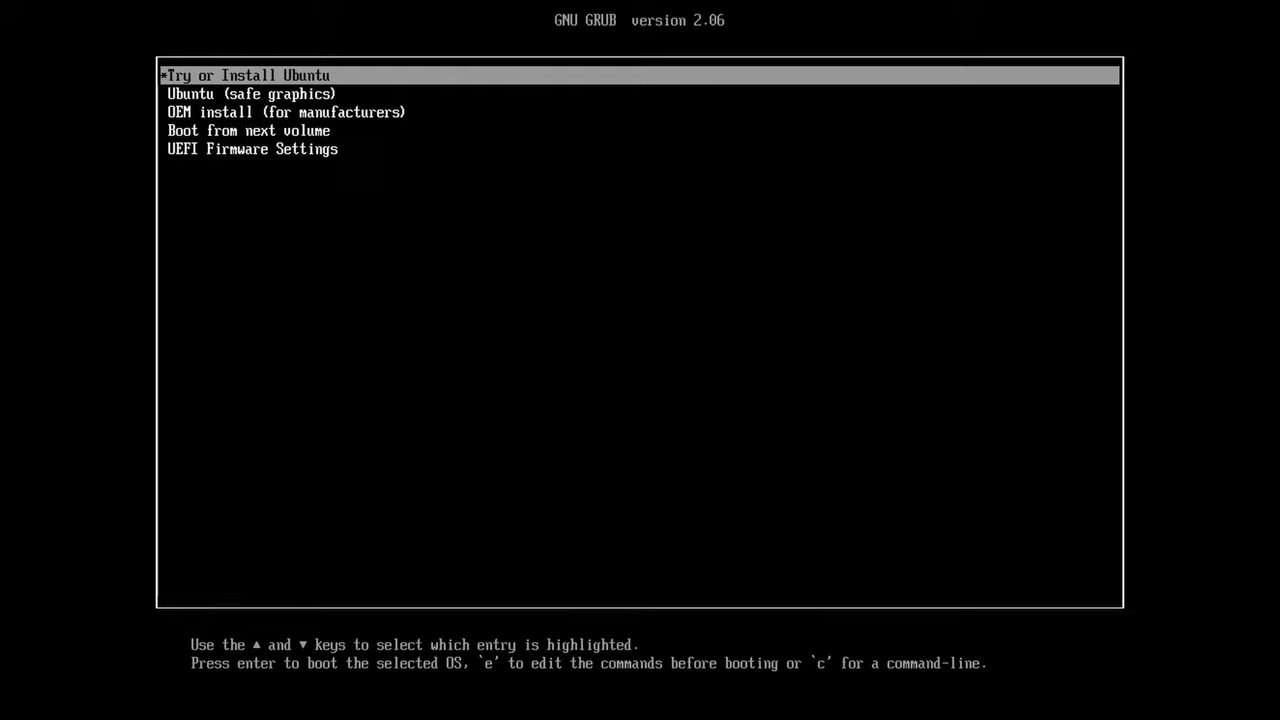 GNU GRUB  version 2.06
*Try or Install Ubuntu
Ubuntu (safe graphics)
OEM install (for manufacturers)
Boot from next volume
UEFI Firmware Settings
Use the ▲ and ▼ keys to select which entry is highlighted.
Press enter to boot the selected OS, `e' to edit the commands before booting or `c' for a command-line.